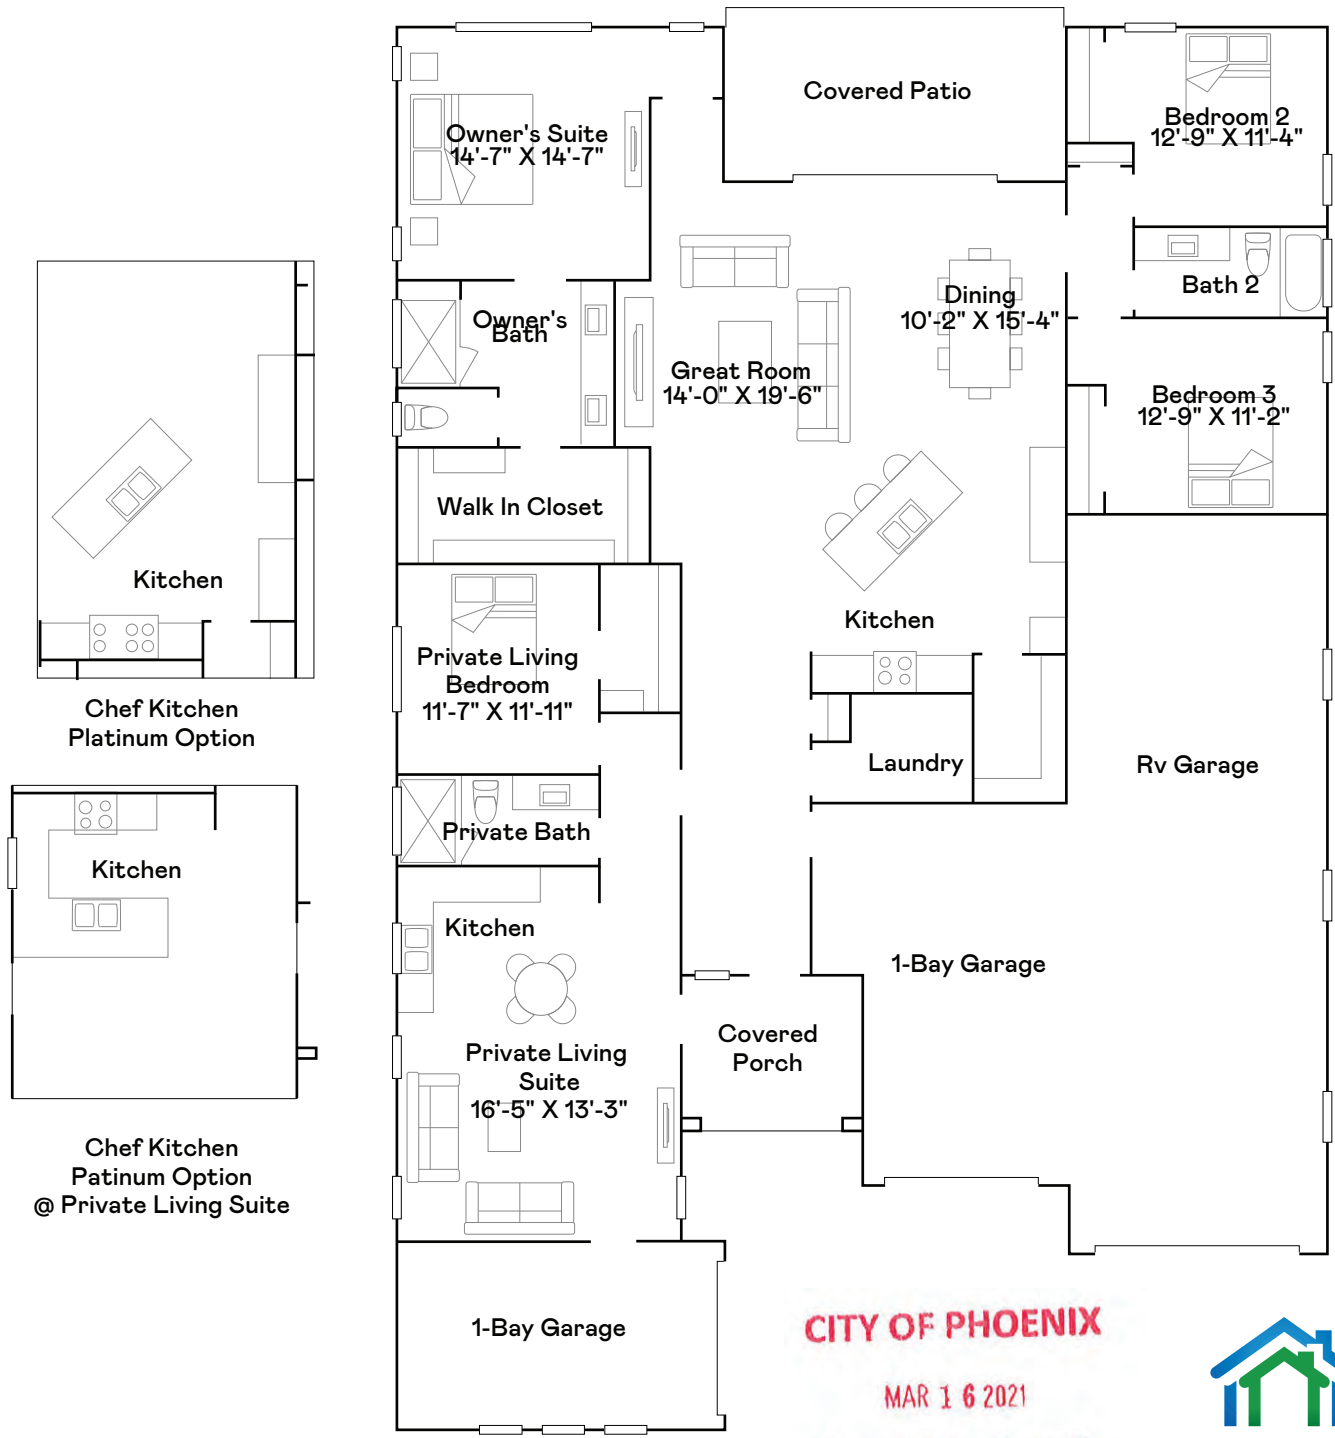 Covered Patio
Owner's Suite
14'-7" X 14'-7"
Bedroom 2
12'-9" X 11'-4"
Owner's
Bath
Dining
10'-2" X 15'-4"
Bath 2
Great Room
14'-0" X 19'-6"
Bedroom 3
12'-9" X 11'-2"
Walk In Closet
Kitchen
Kitchen
Private Living
Bedroom
11'-7" X 11'-11"
Chef Kitchen
Platinum Option
Laundry
Rv Garage
Private Bath
Kitchen
Kitchen
1-Bay Garage
Covered
Porch
Private Living
Suite
16'-5" X 13'-3"
Chef Kitchen
Patinum Option
@ Private Living Suite
1-Bay Garage
CITY OF PHOENIX
MAR 16 2021